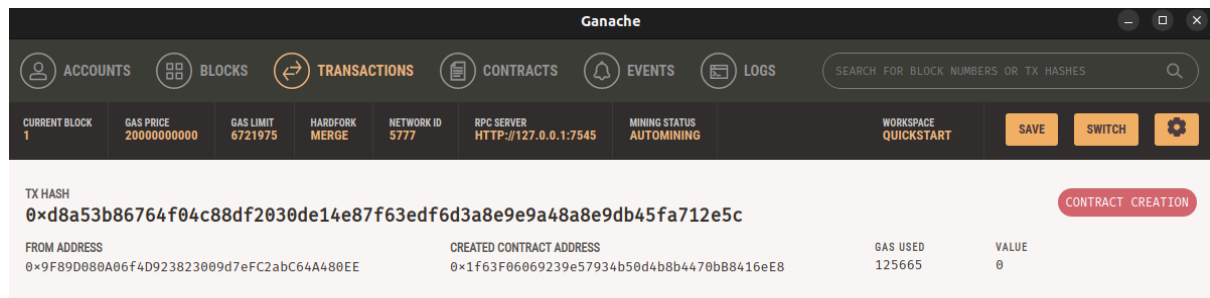 Ganache
ACCOUNTS BLOCKS TRANSACTIONS CONTRACTS EVENTS LOGS SEARCH FOR BLOCK NUMBERS OR TX HASHES
CURRENT BLOCK GAS PRICE GAS LIMIT HARDFORK NETWORK ID RPC SERVER MINING STATUS WORKSPACE
1 20000000000 6721975 MERGE 5777 HTTP://127.0.0.1:7545 AUTOMINING QUICKSTART SAVE SWITCH
TX HASH
0×d8a53b86764f04c88df2030de14e87f63edf6d3a8e9e9a48a8e9db45fa712e5c CONTRACT CREATION
FROM ADDRESS CREATED CONTRACT ADDRESS GAS USED VALUE
0×9F89D080A06f4D923823009d7eFC2abC64A480EE 0×1f63F06069239e57934b50d4b8b4470bB8416eE8 125665 0